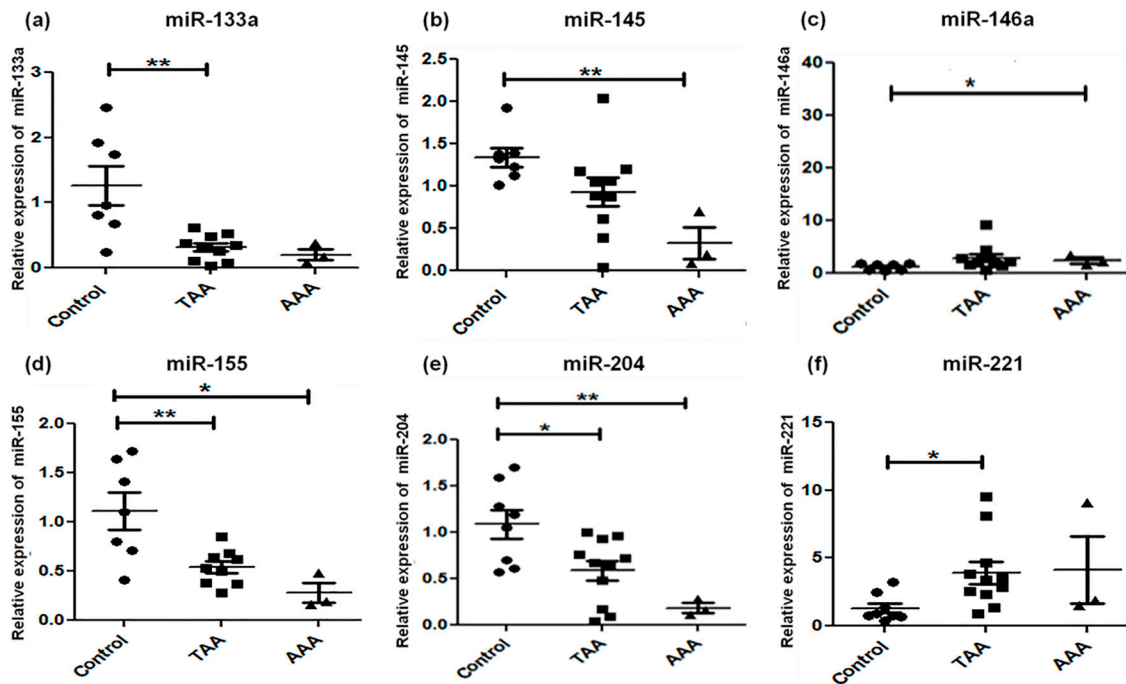 (a) miR-133a
Relative expression of miR-133a
3
2
1
0
**
Control
TAA
AAA
(b) miR-145
Relative expression of miR-145
2.5
2.0
1.5
1.0
0.5
0.0
**
Control
TAA
AAA
(c) miR-146a
Relative expression of miR-146a
40
30
20
10
0
*
Control
TAA
AAA
(d) miR-155
Relative expression of miR-155
2.0
1.5
1.0
0.5
0.0
*
**
Control
TAA
AAA
(e) miR-204
Relative expression of miR-204
2.0
1.5
1.0
0.5
0.0
**
*
Control
TAA
AAA
(f) miR-221
Relative expression of miR-221
15
10
5
0
*
Control
TAA
AAA